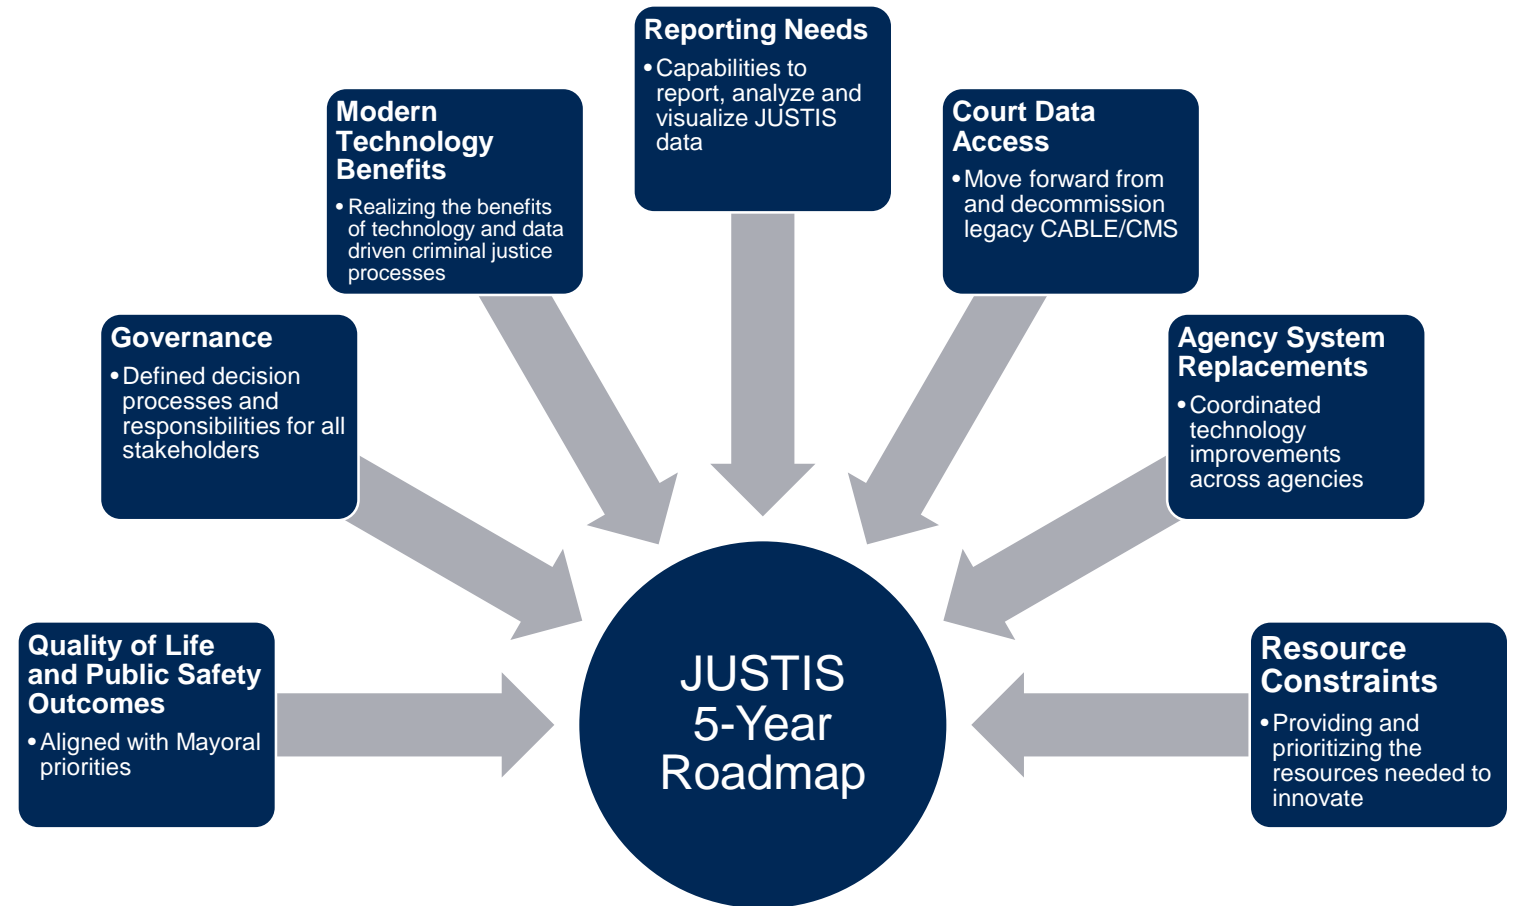 Reporting Needs
•Capabilities to
report, analyze and
visualize JUSTIS
data
Modern
Technology
Benefits
•Realizing the benefits
of technology and data
driven criminal justice
processes
Court Data
Access
•Move forward from
and decommission
legacy CABLE/CMS
Governance
•Defined decision
processes and
responsibilities for all
stakeholders
Agency System
Replacements
•Coordinated
technology
improvements
across agencies
Quality of Life
and Public Safety
Outcomes
•Aligned with Mayoral
priorities
JUSTIS
5-Year
Roadmap
Resource
Constraints
•Providing and
prioritizing the
resources needed to
innovate